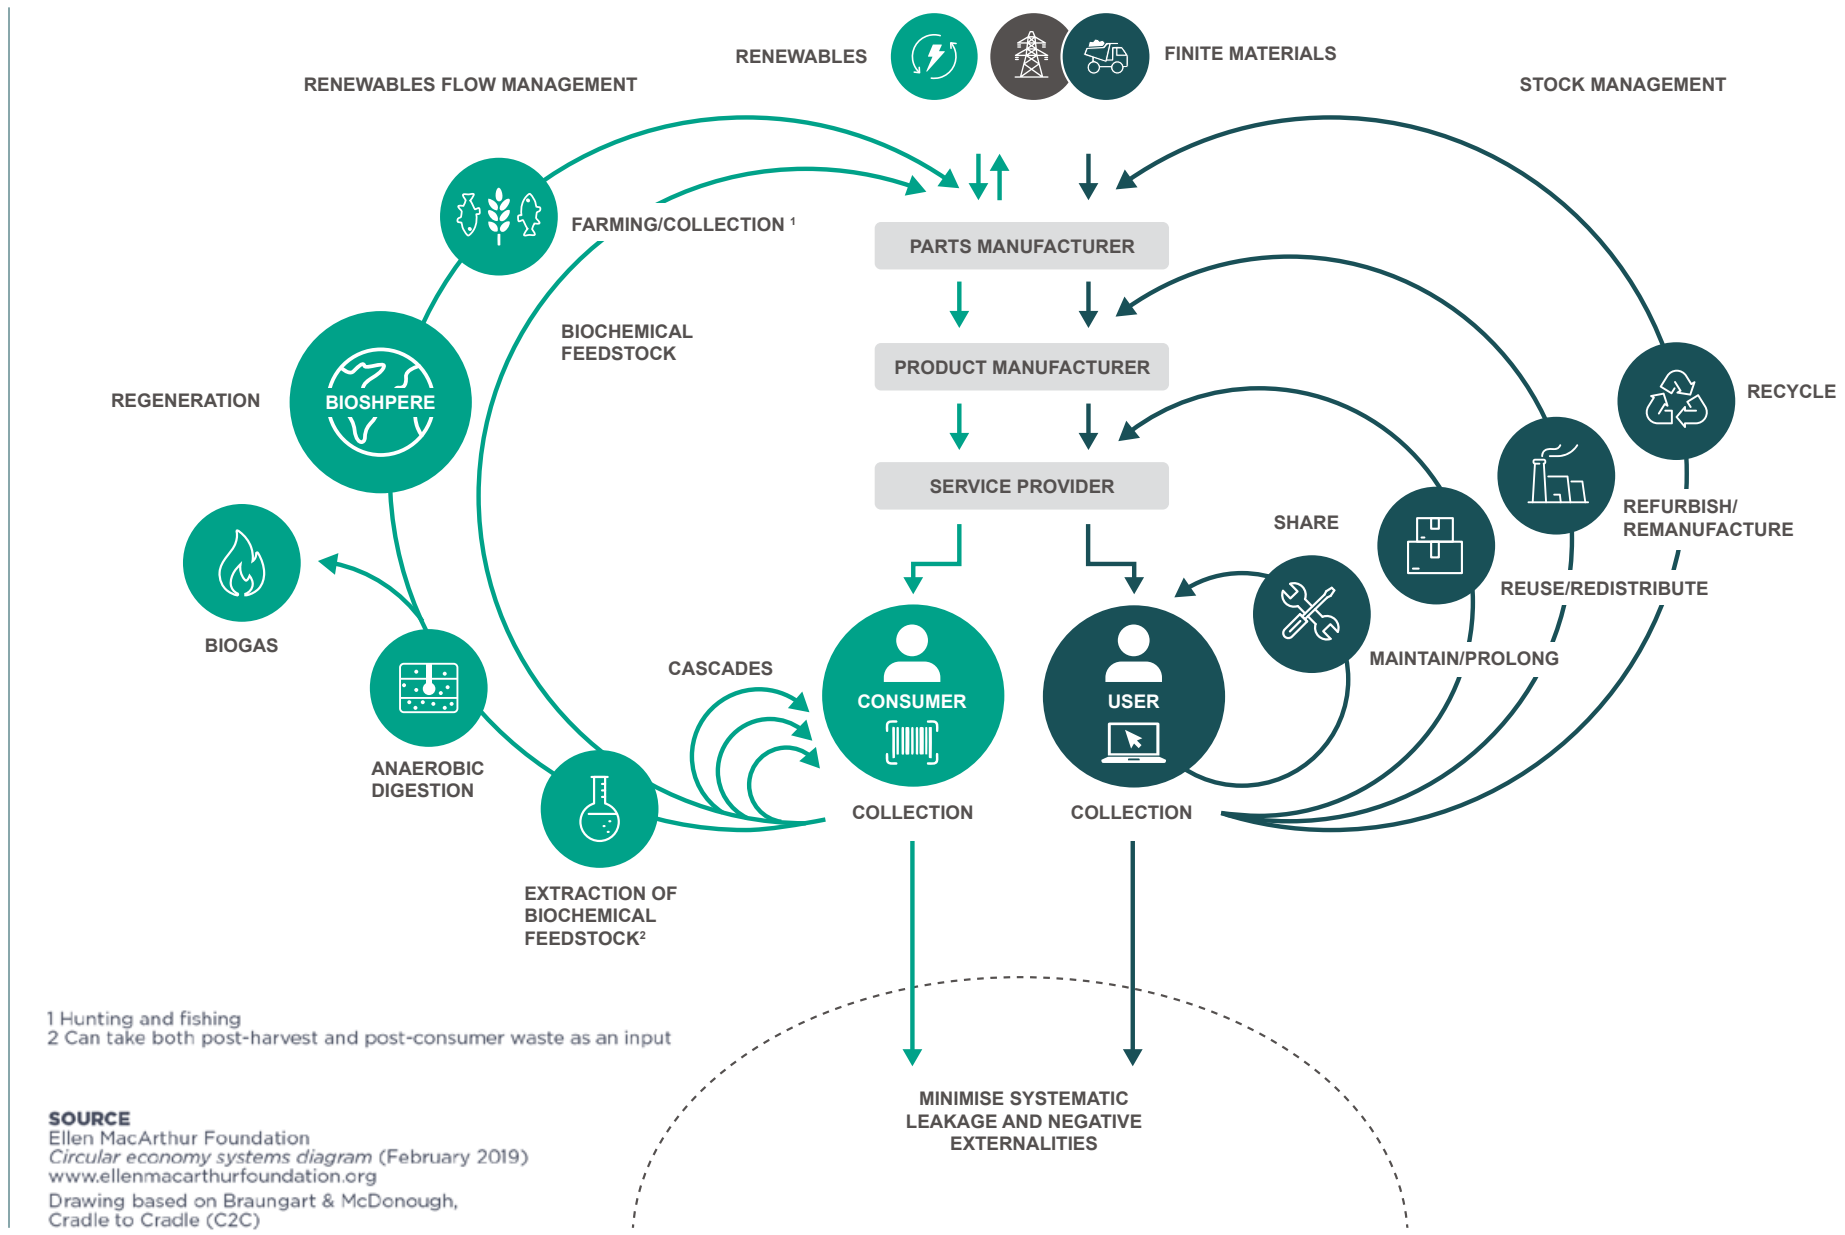 RENEWABLES
FINITE MATERIALS
RENEWABLES FLOW MANAGEMENT
STOCK MANAGEMENT
FARMING/COLLECTION 1
PARTS MANUFACTURER
BIOCHEMICAL
FEEDSTOCK
PRODUCT MANUFACTURER
REGENERATION
BIOSHPERE
RECYCLE
SERVICE PROVIDER
SHARE
REFURBISH/
REMANUFACTURE
REUSE/REDISTRIBUTE
BIOGAS
MAINTAIN/PROLONG
CASCADES
CONSUMER
USER
ANAEROBIC
DIGESTION
COLLECTION
COLLECTION
EXTRACTION OF
BIOCHEMICAL
FEEDSTOCK2
1 Hunting and fishing
2 Can take both post-harvest and post-consumer waste as an input
MINIMISE SYSTEMATIC
LEAKAGE AND NEGATIVE
EXTERNALITIES
SOURCE
Ellen MacArthur Foundation
Circular economy systems diagram (February 2019)
www.ellenmacarthurfoundation.org
Drawing based on Braungart & McDonough,
Cradle to Cradle (C2C)